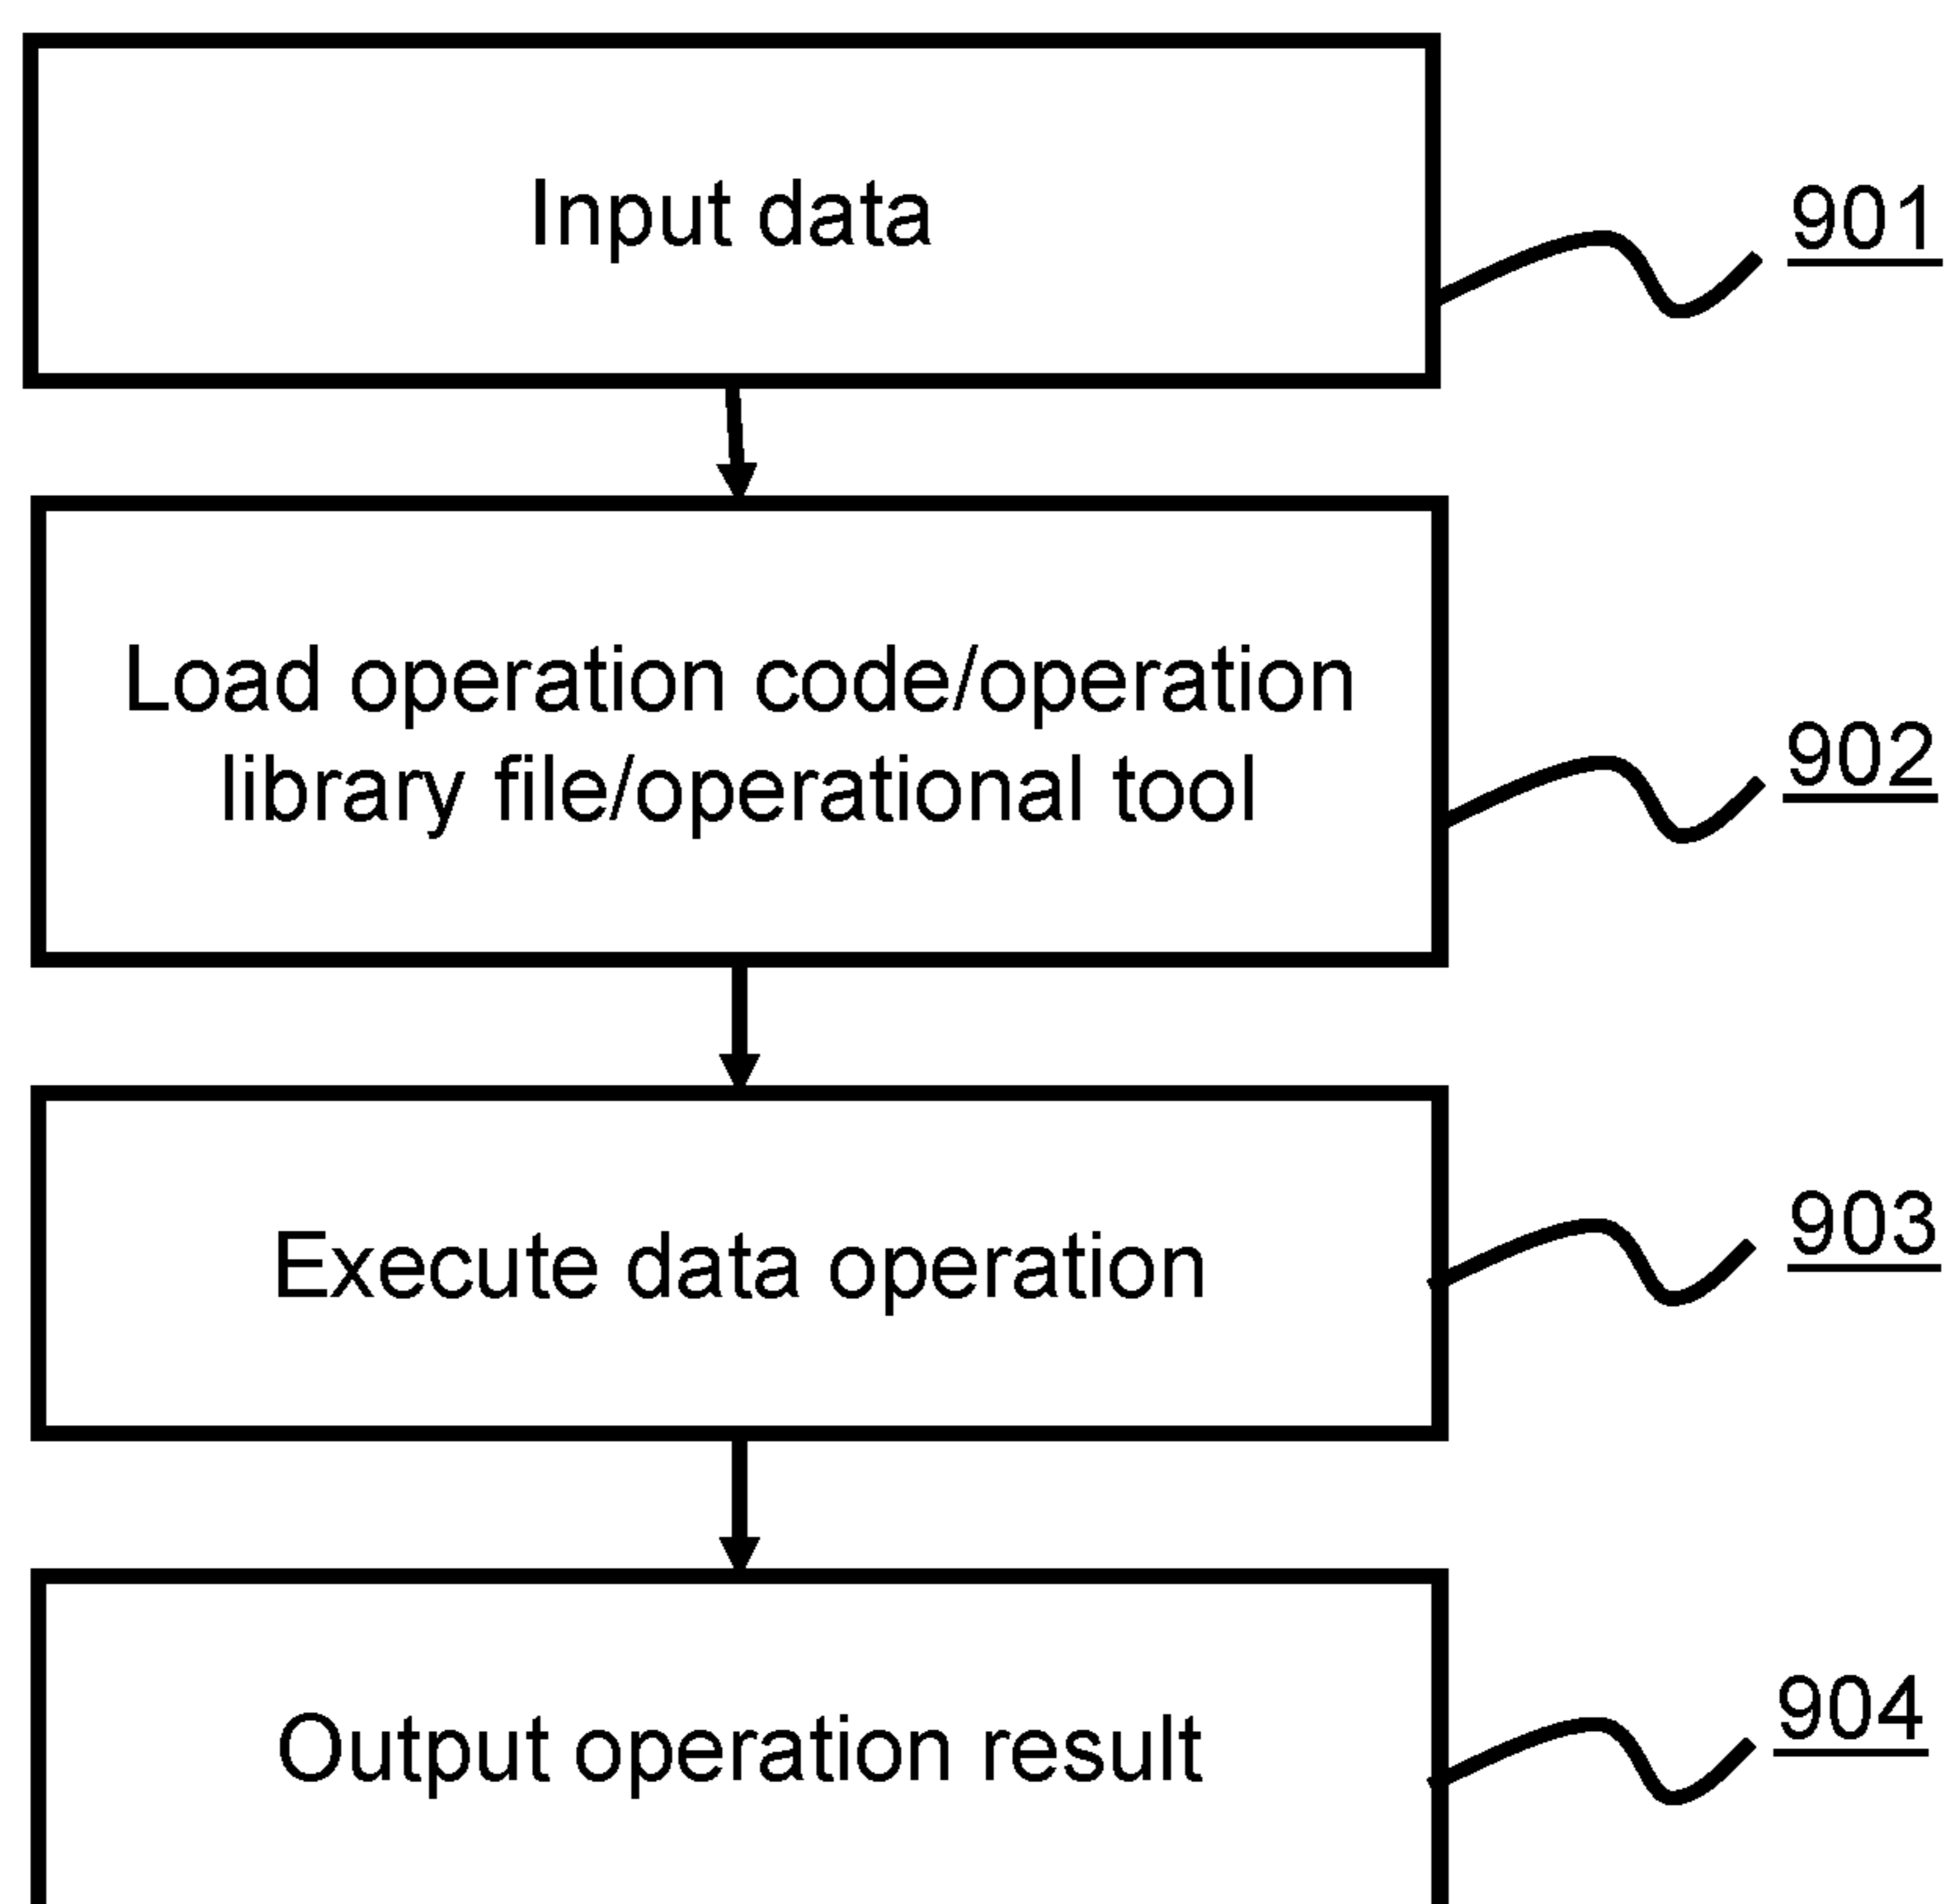 Input data
901
Load operation code/operation
library file/operational tool
902
Execute data operation
903
Output operation result
904